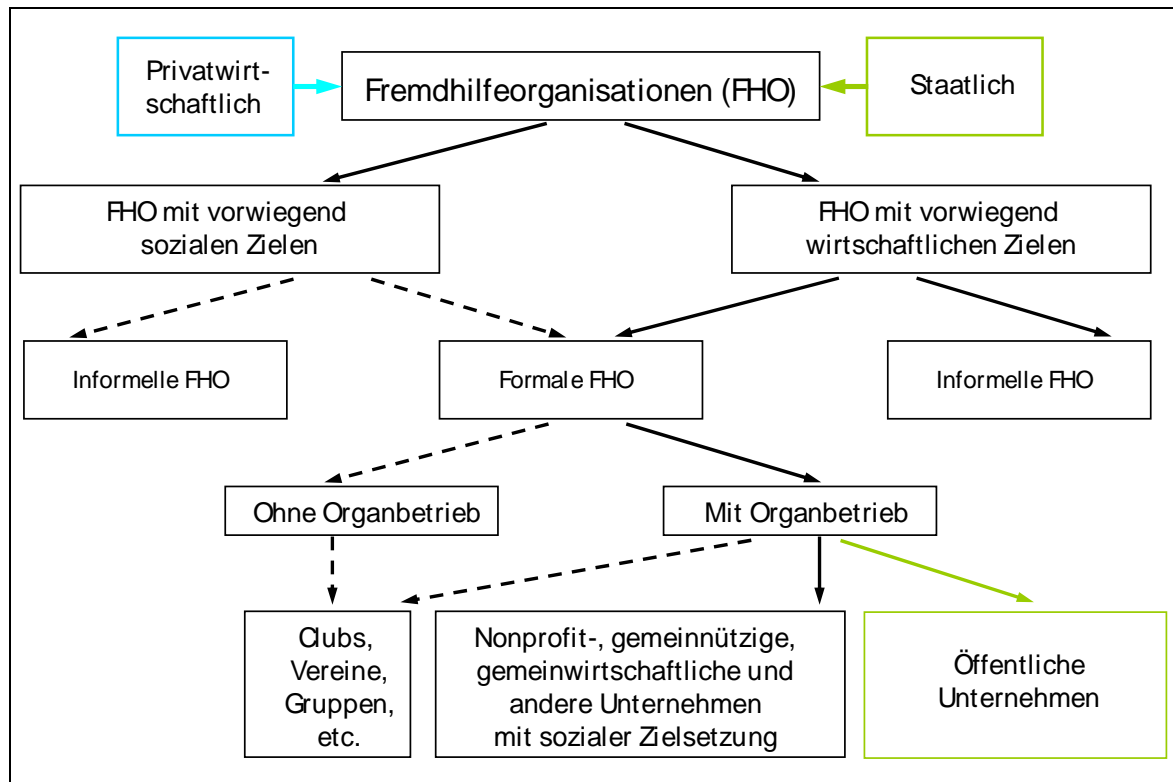 Privatwirt-
schaftlich
Fremdhilfeorganisationen (FHO)
Staatlich
FHO mit vorwiegend
sozialen Zielen
FHO mit vorwiegend
wirtschaftlichen Zielen
Informelle FHO
Formale FHO
Informelle FHO
Ohne Organbetrieb
Mit Organbetrieb
Clubs,
Vereine,
Gruppen,
etc.
Nonprofit-, gemeinnützige,
gemeinwirtschaftliche und
andere Unternehmen
mit sozialer Zielsetzung
Öffentliche
Unternehmen